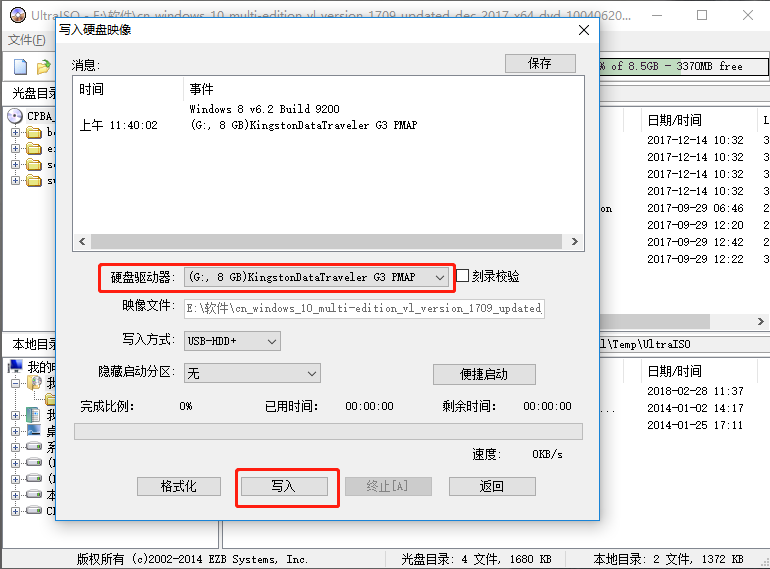 UltraISO - E:\软件\cn_windows_10_multi-edition_vl_version_1709_updated_dec_2017_x64_dvd_10040620...
文件(F)
写入硬盘映像
消息:
保存
% of 8.5GB - 3370MB free
光盘目录
时间 事件
Windows 8 v6.2 Build 9200
上午 11:40:02 (G:, 8 GB)KingstonDataTraveler G3 PMAP
CPBA_
日期/时间
2017-12-14 10:32
2017-12-14 10:32
2017-12-14 10:32
2017-12-14 10:32
on 2017-09-29 06:46
2017-09-29 12:20
2017-09-29 12:42
2017-09-29 12:22
硬盘驱动器: (G:, 8 GB)KingstonDataTraveler G3 PMAP
刻录校验
映像文件: E:\软件\cn_windows_10_multi-edition_vl_version_1709_updated_
写入方式: USB-HDD+
本地目录
l\Temp\UltraISO
隐藏启动分区: 无
便捷启动
我的
日期/时间
2018-02-28 11:37
... 2014-01-02 14:17
2014-01-25 17:11
完成比例: 0% 已用时间: 00:00:00 剩余时间: 00:00:00
速度: 0KB/s
格式化 写入 终止[A] 返回
版权所有 (c)2002-2014 EZB Systems, Inc.
光盘目录: 4 文件, 1680 KB
本地目录: 2 文件, 1372 KB